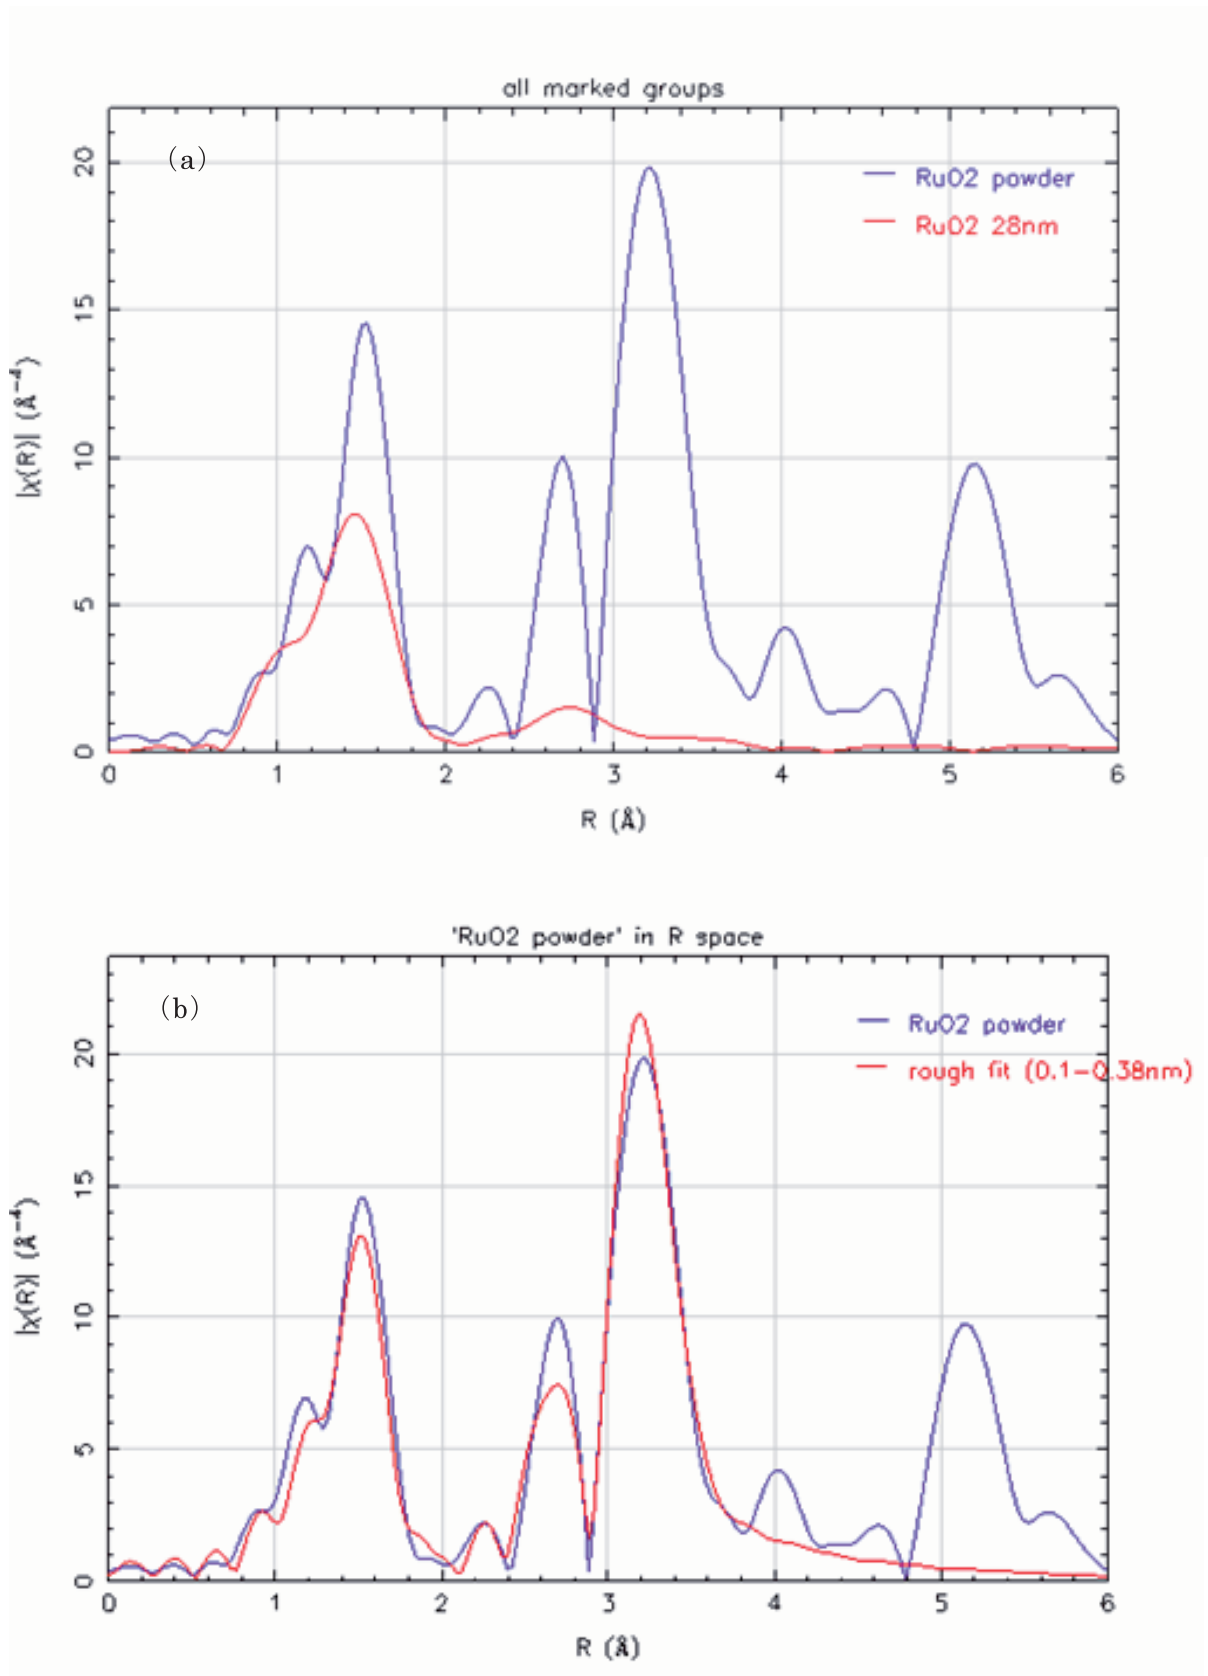 all marked groups
(a)
RuO2 powder
RuO2 28nm
20
15
10
5
0
|χ(R)| (Å⁻⁴)
0 1 2 3 4 5 6
R (Å)
'RuO2 powder' in R space
(b)
RuO2 powder
rough fit (0.1-0.38nm)
20
15
10
5
0
|χ(R)| (Å⁻⁴)
0 1 2 3 4 5 6
R (Å)